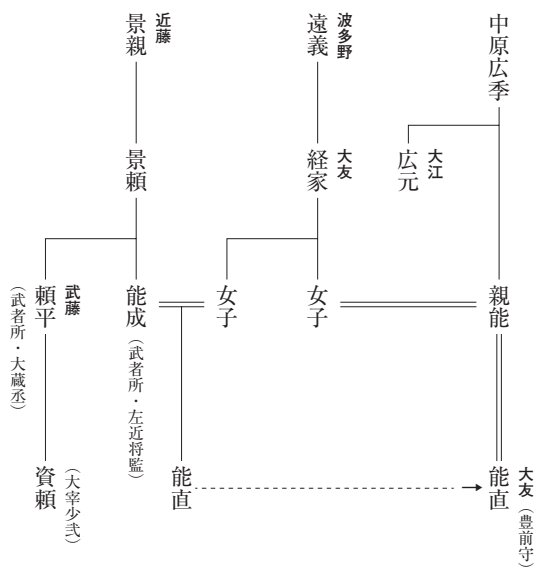 中原広季
大江
広元
親能
大友
能直
（豊前守）
波多野
遠義
大友
経家
女子
女子
近藤
景親
景頼
能成
（武者所・左近将監）
能直
武藤
頼平
（武者所・大蔵丞）
資頼
（大宰少弐）